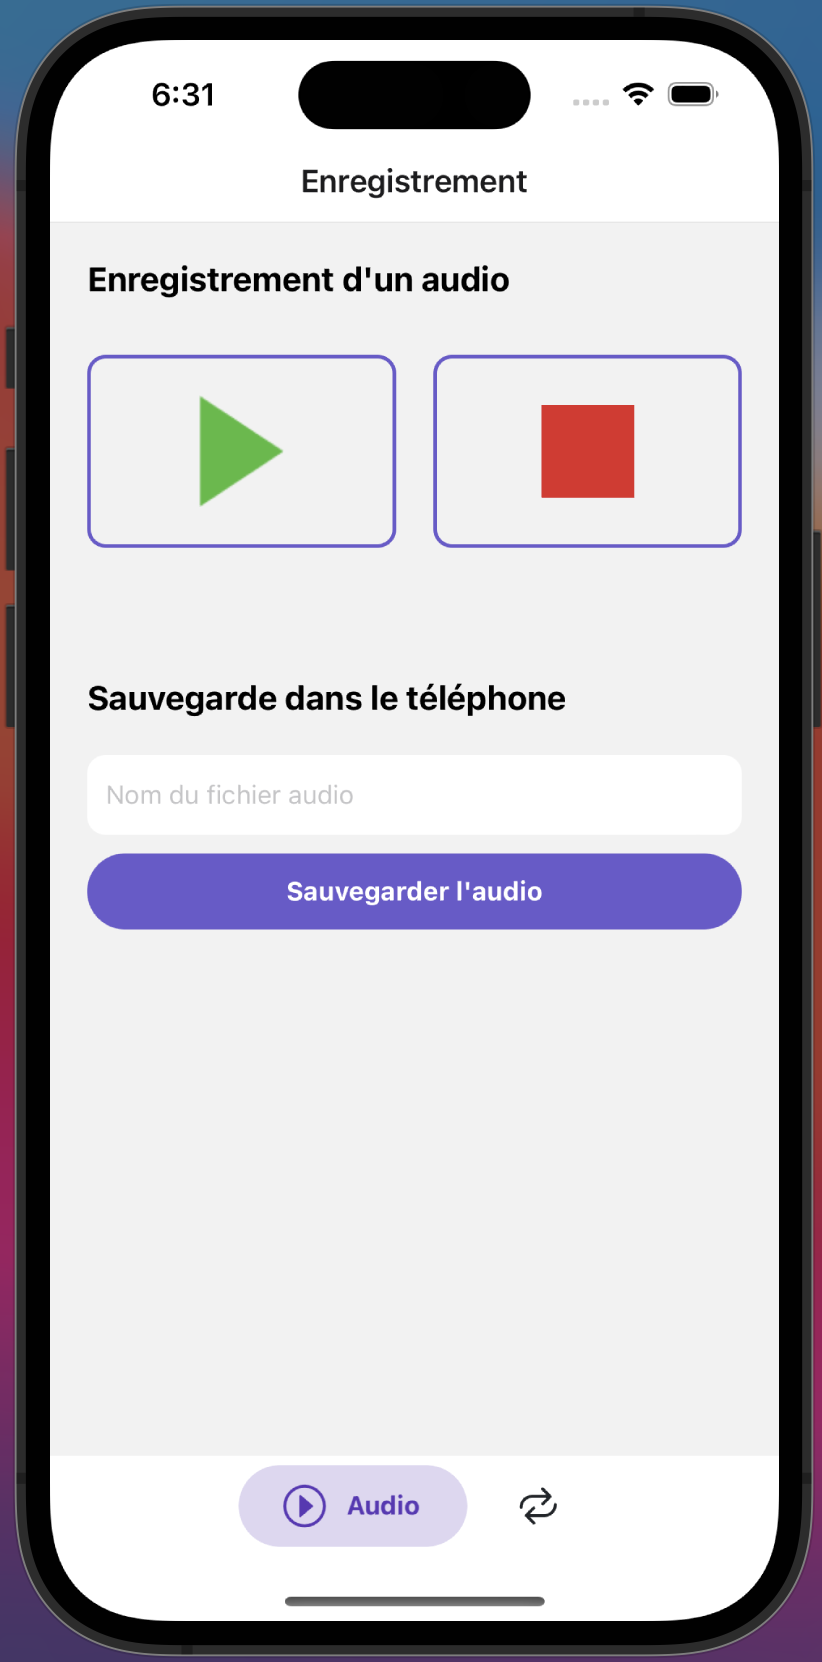 6:31
Enregistrement
Enregistrement d'un audio
Sauvegarde dans le téléphone
Nom du fichier audio
Sauvegarder l'audio
Audio